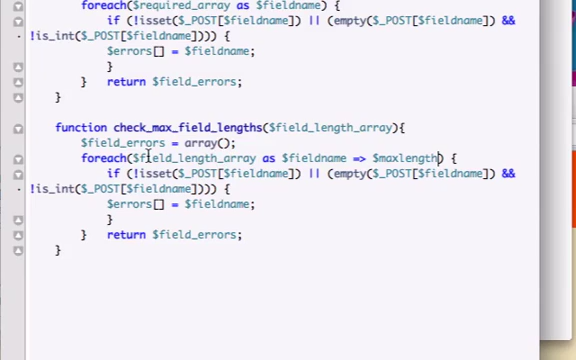 foreach($required_array as $fieldname) {
if (!isset($_POST[$fieldname]) || (empty($_POST[$fieldname]) &&
!is_int($_POST[$fieldname]))) {
$errors[] = $fieldname;
}
} return $field_errors;
}
function check_max_field_lengths($field_length_array){
$field_errors = array();
foreach($field_length_array as $fieldname => $maxlength) {
if (!isset($_POST[$fieldname]) || (empty($_POST[$fieldname]) &&
!is_int($_POST[$fieldname]))) {
$errors[] = $fieldname;
}
} return $field_errors;
}